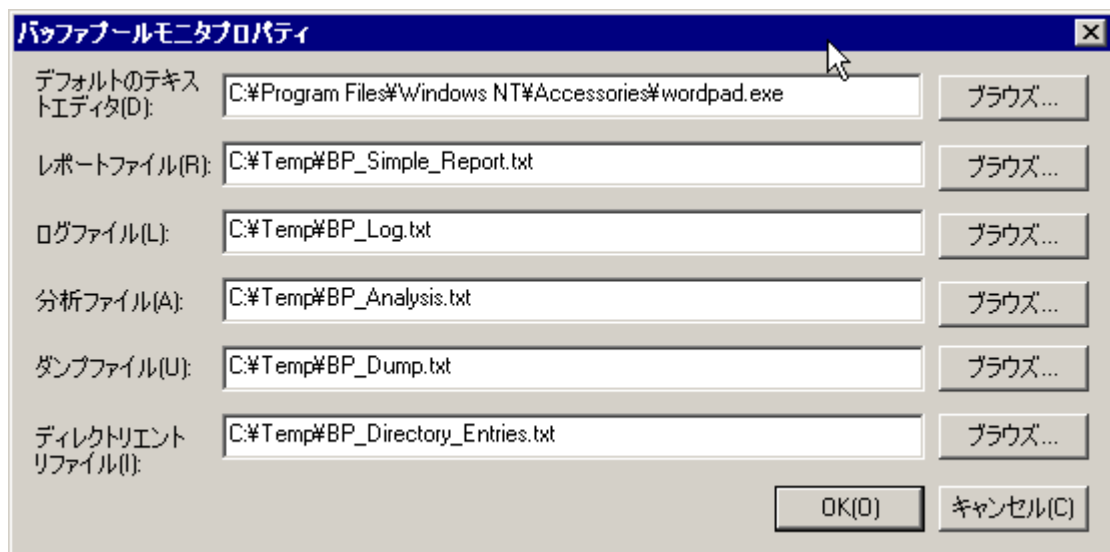 バッファプールモニタプロパティ
デフォルトのテキス
トエディタ(D):
C:¥Program Files¥Windows NT¥Accessories¥wordpad.exe
ブラウズ...
レポートファイル(R):
C:¥Temp¥BP_Simple_Report.txt
ブラウズ...
ログファイル(L):
C:¥Temp¥BP_Log.txt
ブラウズ...
分析ファイル(A):
C:¥Temp¥BP_Analysis.txt
ブラウズ...
ダンプファイル(U):
C:¥Temp¥BP_Dump.txt
ブラウズ...
ディレクトリエント
リファイル(I):
C:¥Temp¥BP_Directory_Entries.txt
ブラウズ...
OK(O)
キャンセル(C)